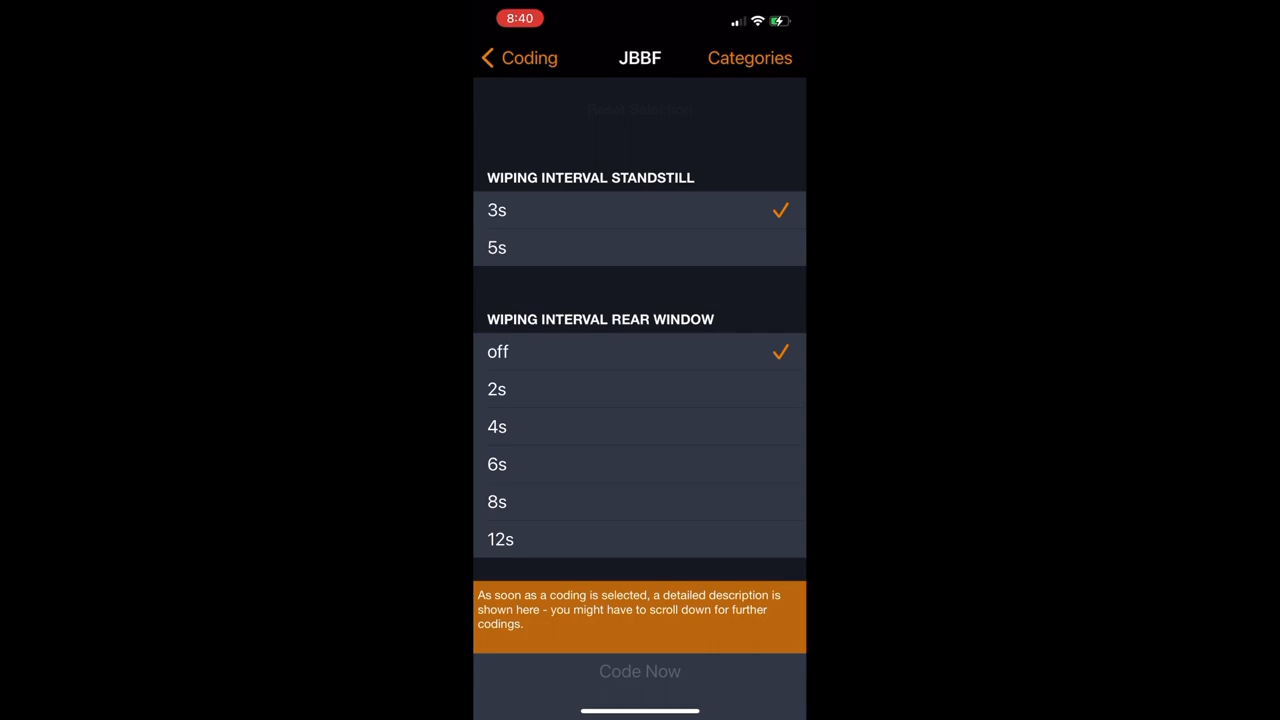 8:40
Coding
JBBF
Categories
Reset Selection
WIPING INTERVAL STANDSTILL
3s
5s
WIPING INTERVAL REAR WINDOW
off
2s
4s
6s
8s
12s
As soon as a coding is selected, a detailed description is
shown here - you might have to scroll down for further
codings.
Code Now